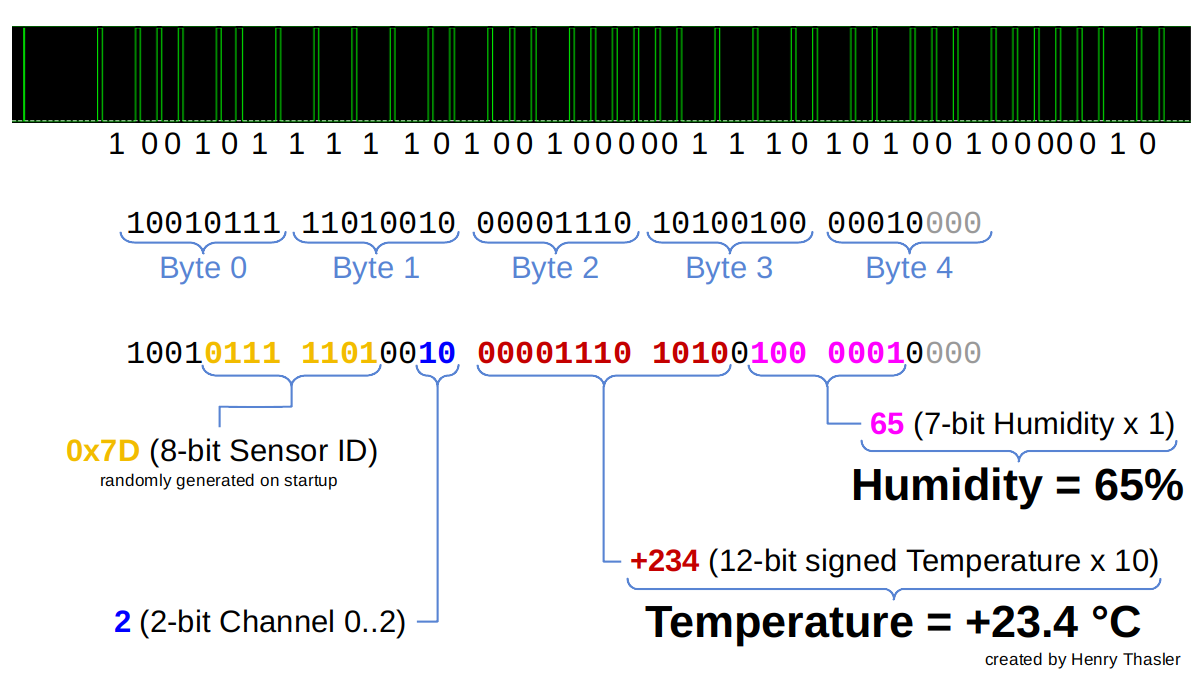 1 0 0 1 0 1 1 1 1 1 0 1 0 0 1 0 0 0 0 0 1 1 1 0 1 0 1 0 0 1 0 0 0 0 0 1 0
10010111 11010010 00001110 10100100 00010000
Byte 0 Byte 1 Byte 2 Byte 3 Byte 4
10010111 11010010 00001110 10100100 00010000
65 (7-bit Humidity x 1)
0x7D (8-bit Sensor ID)
randomly generated on startup
Humidity = 65%
+234 (12-bit signed Temperature x 10)
2 (2-bit Channel 0..2)
Temperature = +23.4 °C
created by Henry Thasler